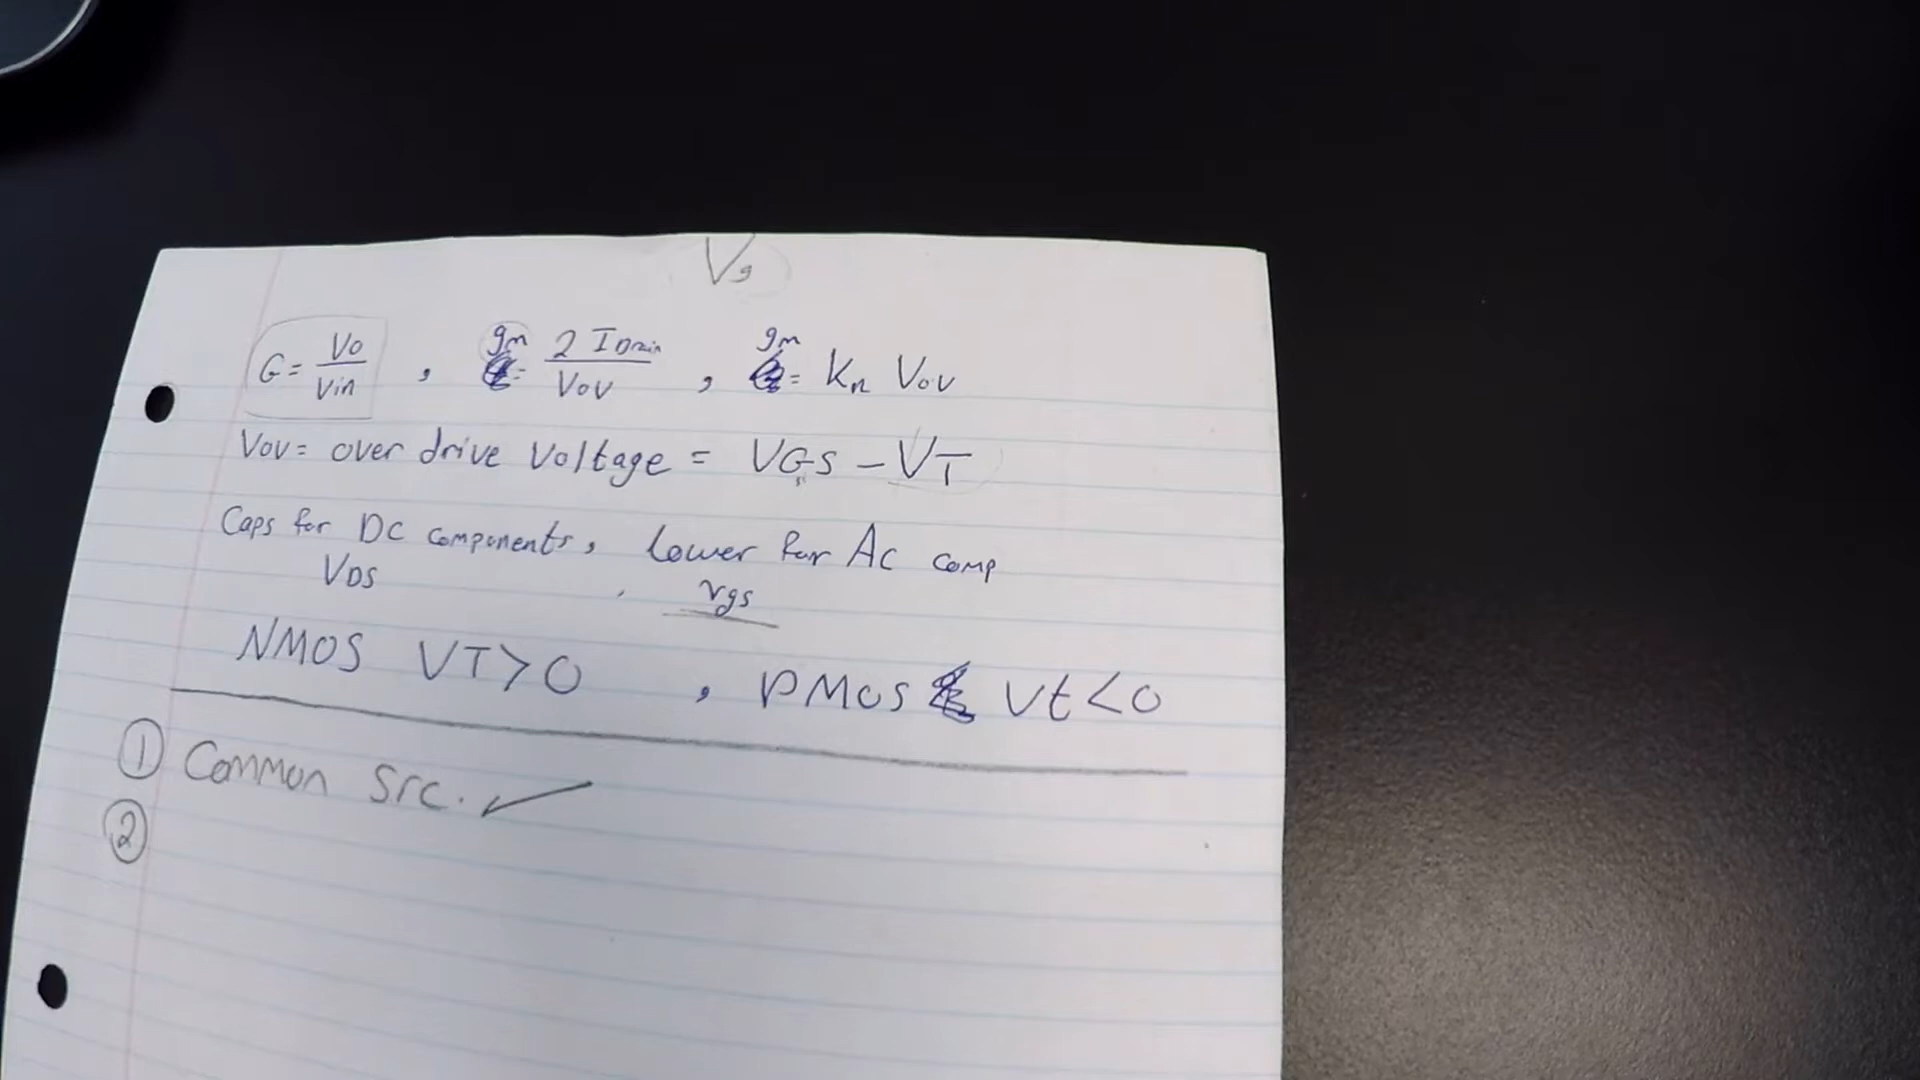 Vg
G = Vo/Vin , gm = 2 IDrain/Vov , gm = Kn Vov
Vov = over drive Voltage = VGS - VT
Caps for DC components, lower for Ac comp
VDS vgs
NMOS VT>0 , PMOS Vt<0
① Common Src. ✓
②